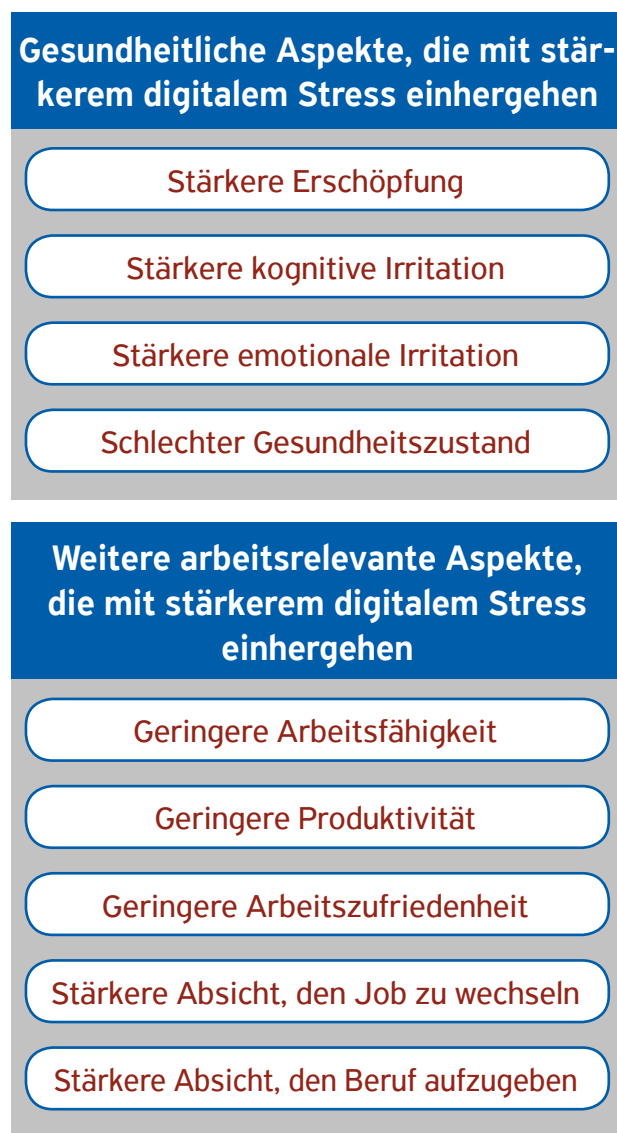 Gesundheitliche Aspekte, die mit stär-
kerem digitalem Stress einhergehen
Stärkere Erschöpfung
Stärkere kognitive Irritation
Stärkere emotionale Irritation
Schlechter Gesundheitszustand
Weitere arbeitsrelevante Aspekte,
die mit stärkerem digitalem Stress
einhergehen
Geringere Arbeitsfähigkeit
Geringere Produktivität
Geringere Arbeitszufriedenheit
Stärkere Absicht, den Job zu wechseln
Stärkere Absicht, den Beruf aufzugeben